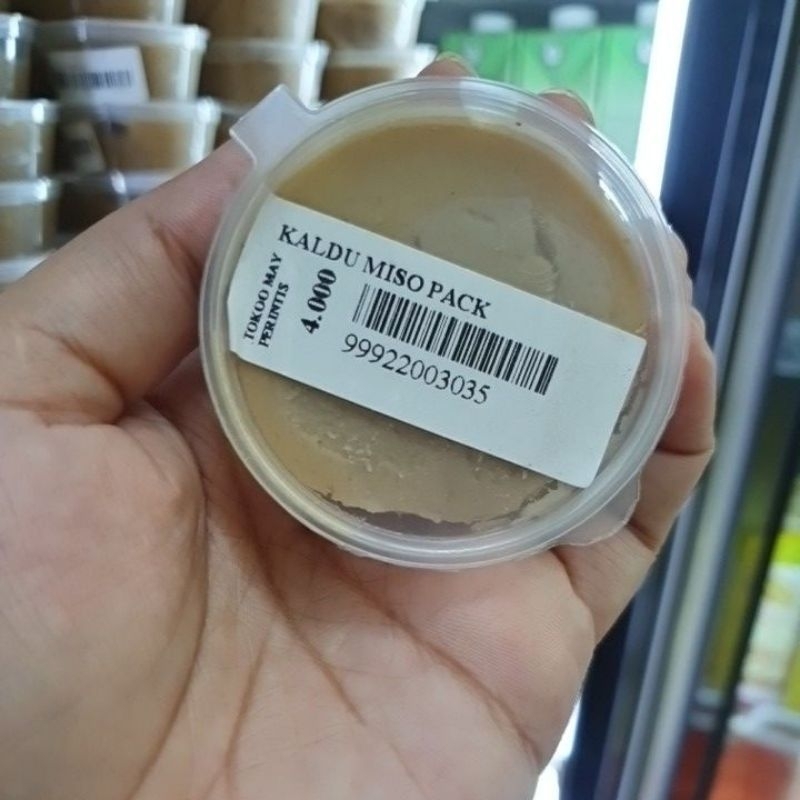 KALDU MISO PACK
TOKOO MAY
PERINTIS
4.000
99922003035